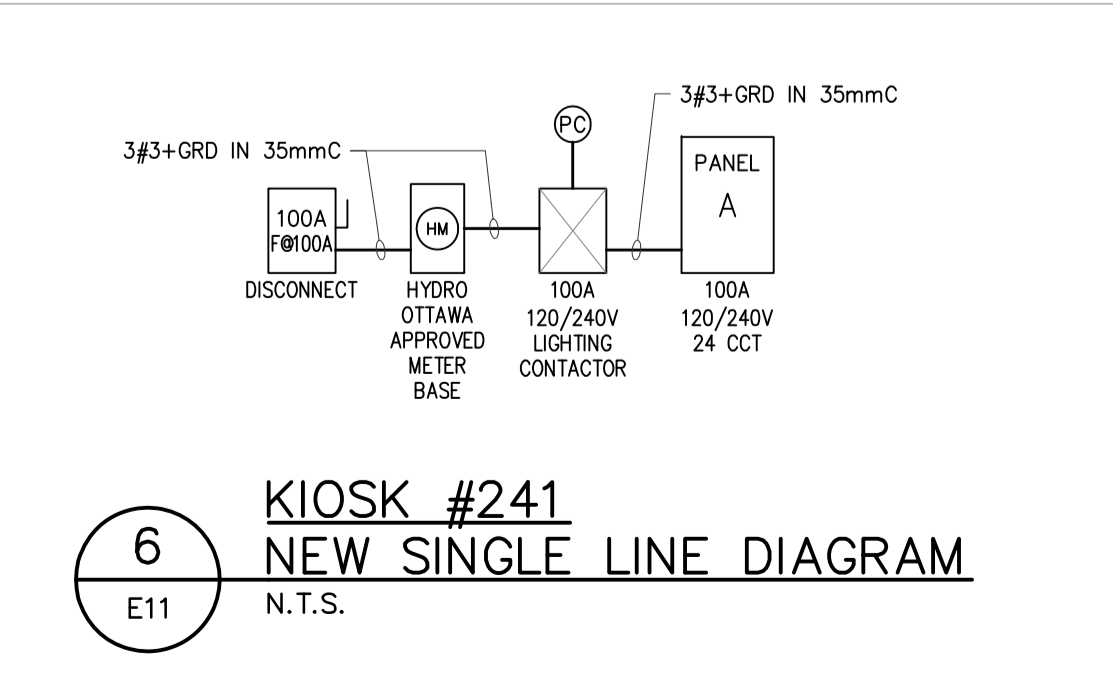 3#3+GRD IN 35mmC
PC
3#3+GRD IN 35mmC
100A
F@100A
DISCONNECT
HM
HYDRO
OTTAWA
APPROVED
METER
BASE
100A
120/240V
LIGHTING
CONTACTOR
PANEL
A
100A
120/240V
24 CCT
6
E11
KIOSK #241
NEW SINGLE LINE DIAGRAM
N.T.S.